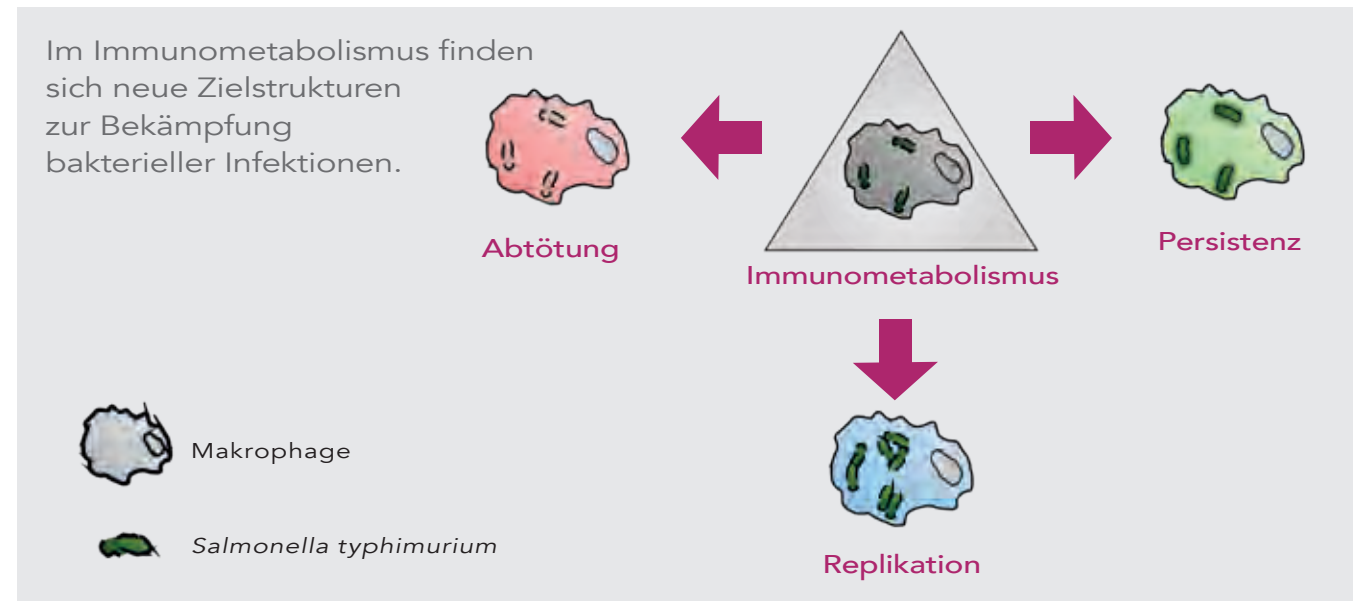 Im Immunometabolismus finden
sich neue Zielstrukturen
zur Bekämpfung
bakterieller Infektionen.
Abtötung
Immunometabolismus
Persistenz
Replikation
Makrophage
Salmonella typhimurium